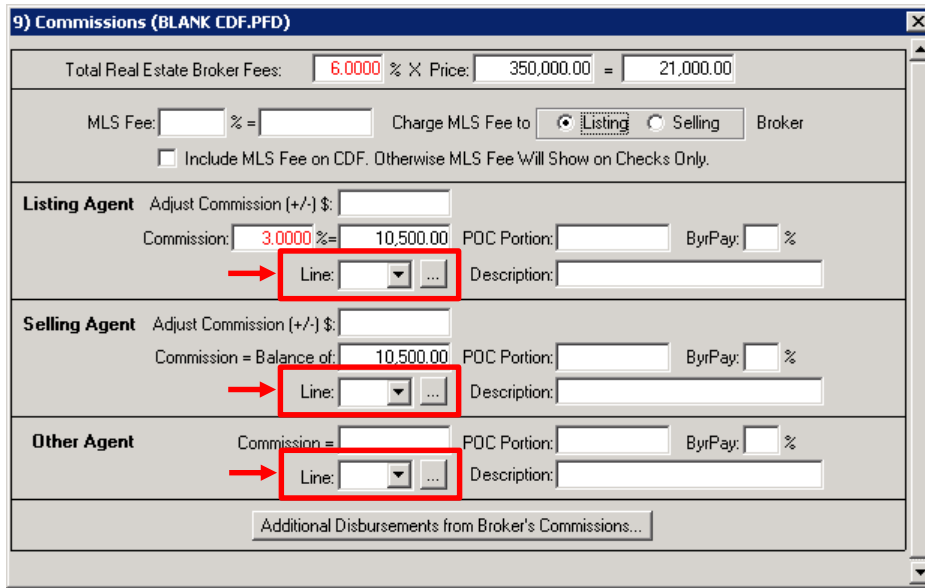 9) Commissions (BLANK CDF.PFD)
Total Real Estate Broker Fees: 6.0000 % X Price: 350,000.00 = 21,000.00
MLS Fee: % = Charge MLS Fee to Listing Selling Broker
Include MLS Fee on CDF. Otherwise MLS Fee Will Show on Checks Only.
Listing Agent Adjust Commission (+/-) $:
Commission: 3.0000 %= 10,500.00 POC Portion: ByrPay: %
Line: ... Description:
Selling Agent Adjust Commission (+/-) $:
Commission = Balance of: 10,500.00 POC Portion: ByrPay: %
Line: ... Description:
Other Agent Commission = POC Portion: ByrPay: %
Line: ... Description:
Additional Disbursements from Broker's Commissions...